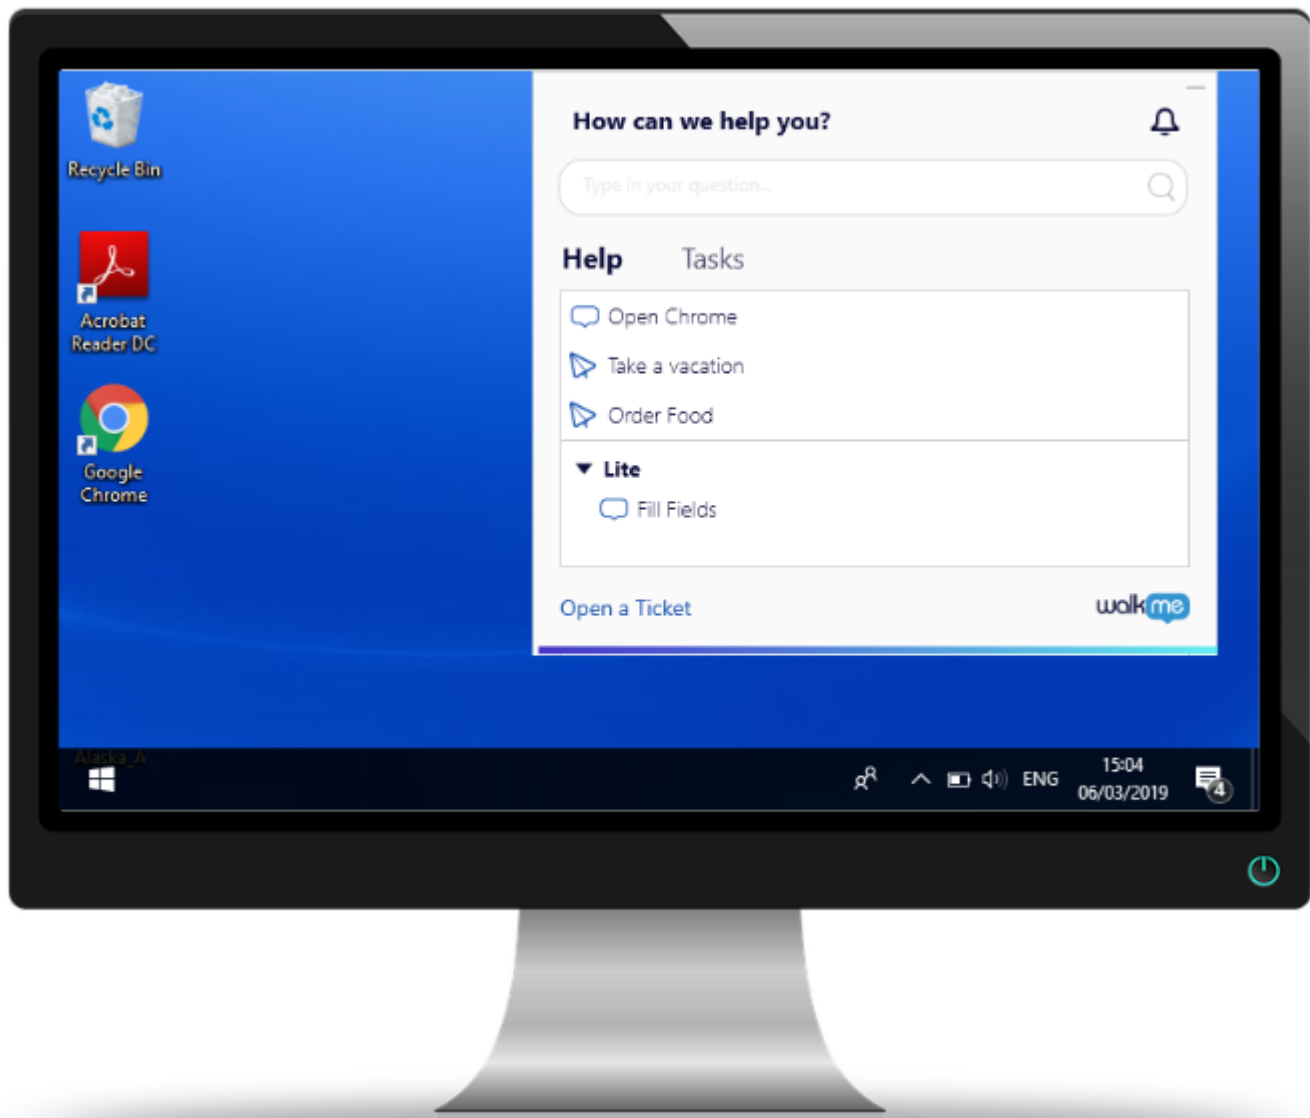 Recycle Bin
Acrobat
Reader DC
Google
Chrome
Alaska_A
How can we help you?
Type in your question...
Help Tasks
Open Chrome
Take a vacation
Order Food
Lite
Fill Fields
Open a Ticket
walkme
ENG
15:04
06/03/2019
4